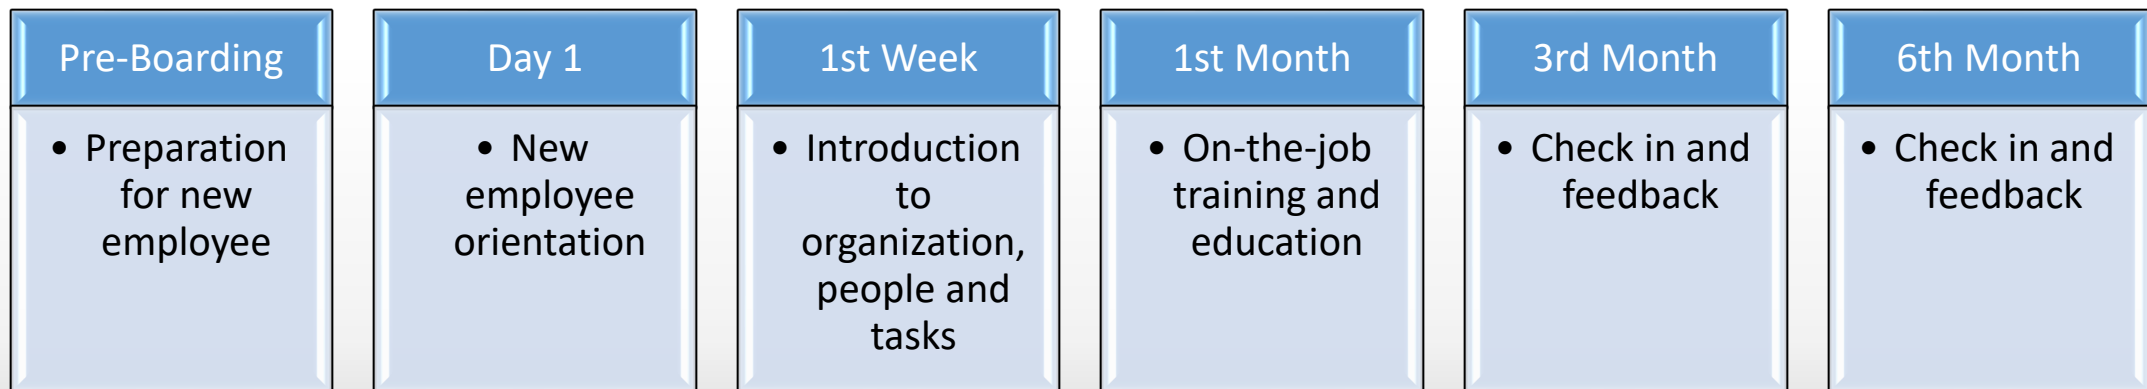 Pre-Boarding
• Preparation
for new
employee
Day 1
• New
employee
orientation
1st Week
• Introduction
to
organization,
people and
tasks
1st Month
• On-the-job
training and
education
3rd Month
• Check in and
feedback
6th Month
• Check in and
feedback